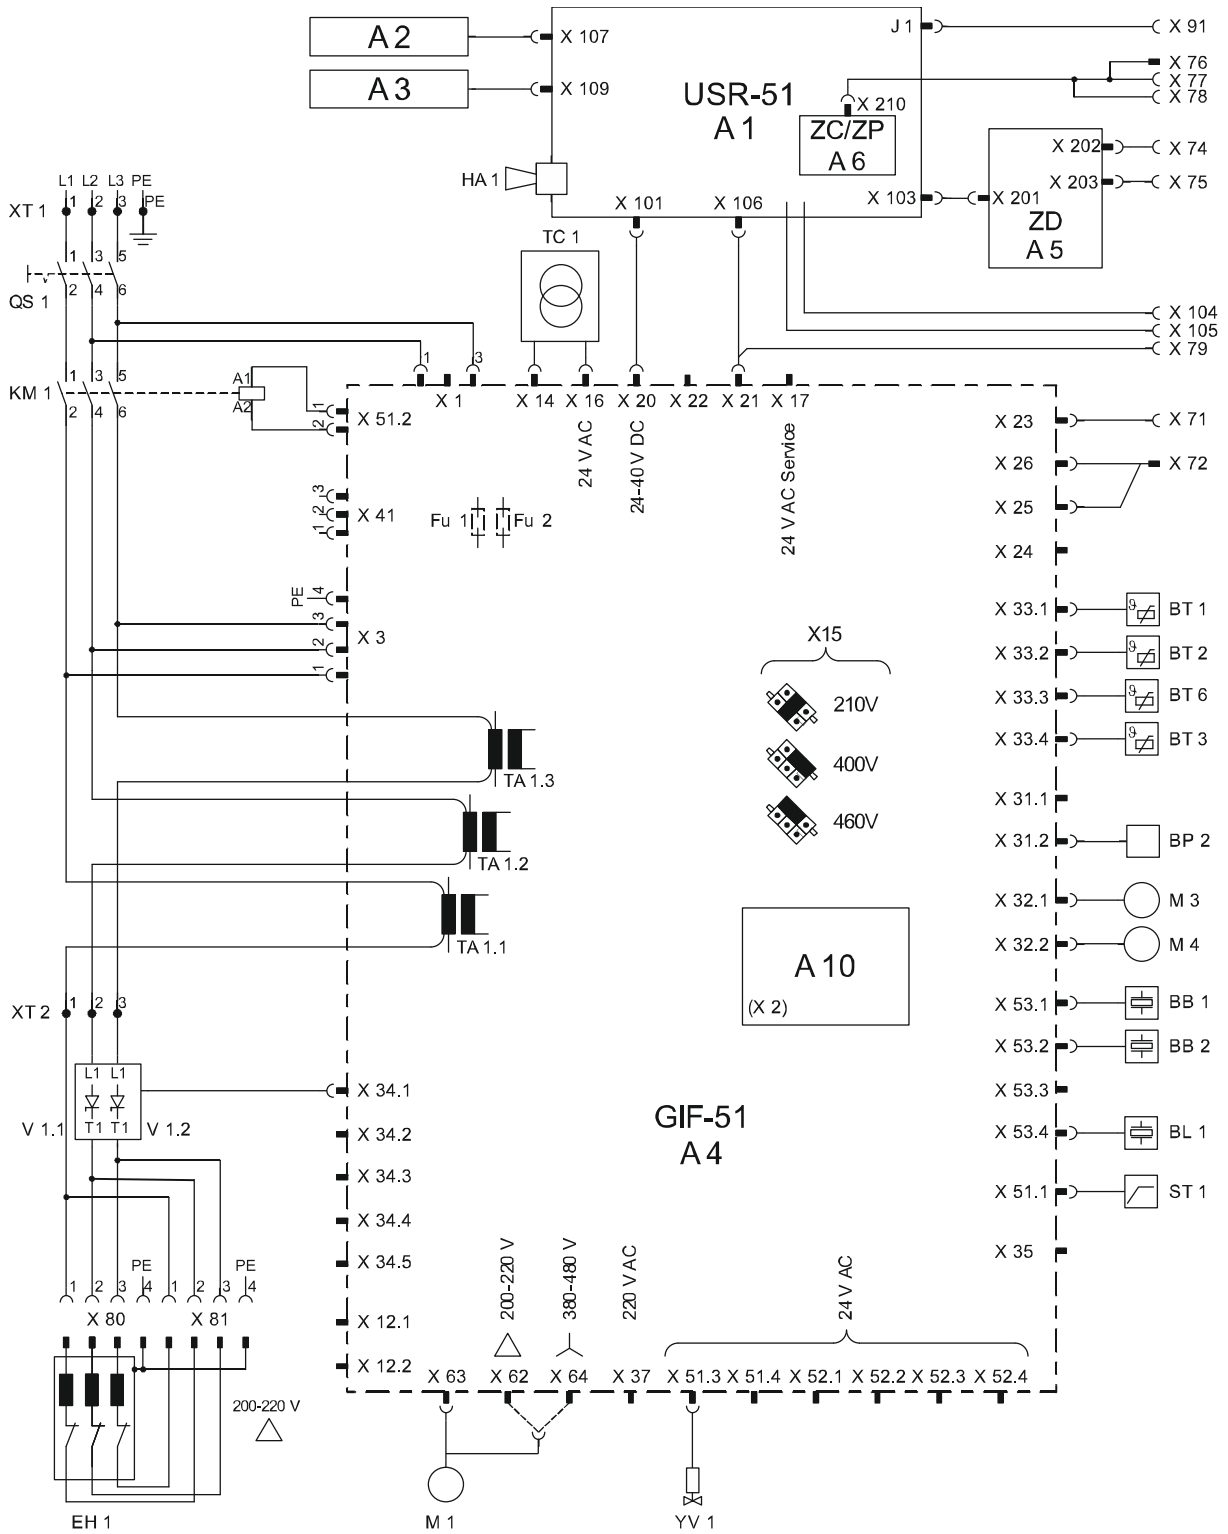 A 2
X 107
J 1
X 91
A 3
X 109
USR-51
A 1
X 210
X 76
X 77
X 78
ZC/ZP
A 6
X 202
X 74
X 203
X 75
HA 1
X 101
X 106
X 103
X 201
ZD
A 5
L1 L2 L3 PE
XT 1
1 2 3 PE
TC 1
1 3 5
QS 1
2 4 6
X 104
X 105
X 79
1 3
KM 1
1 3 5
2 4 6
A1
A2
X 1
X 14
X 16
X 20
X 22
X 21
X 17
1
2
X 51.2
24 V AC
24-40 V DC
24 V AC Service
X 23
X 71
X 26
X 72
X 25
X 24
3
2
1
X 41
Fu 1
Fu 2
PE
4
3
2
1
X 3
X 33.1
BT 1
X 33.2
BT 2
X 33.3
BT 6
X 33.4
BT 3
X15
210V
400V
460V
TA 1.3
TA 1.2
TA 1.1
X 31.1
X 31.2
BP 2
X 32.1
M 3
X 32.2
M 4
A 10
(X 2)
XT 2
1 2 3
X 53.1
BB 1
X 53.2
BB 2
X 53.3
X 53.4
BL 1
X 51.1
ST 1
X 35
L1 L1
T1 T1
V 1.1
V 1.2
X 34.1
X 34.2
X 34.3
X 34.4
X 34.5
X 12.1
X 12.2
GIF-51
A 4
200-220 V
380-480 V
220 V AC
24 V AC
PE
PE
1 2 3 4 1 2 3 4
X 80
X 81
X 63
X 62
X 64
X 37
X 51.3
X 51.4
X 52.1
X 52.2
X 52.3
X 52.4
200-220 V
EH 1
M 1
YV 1